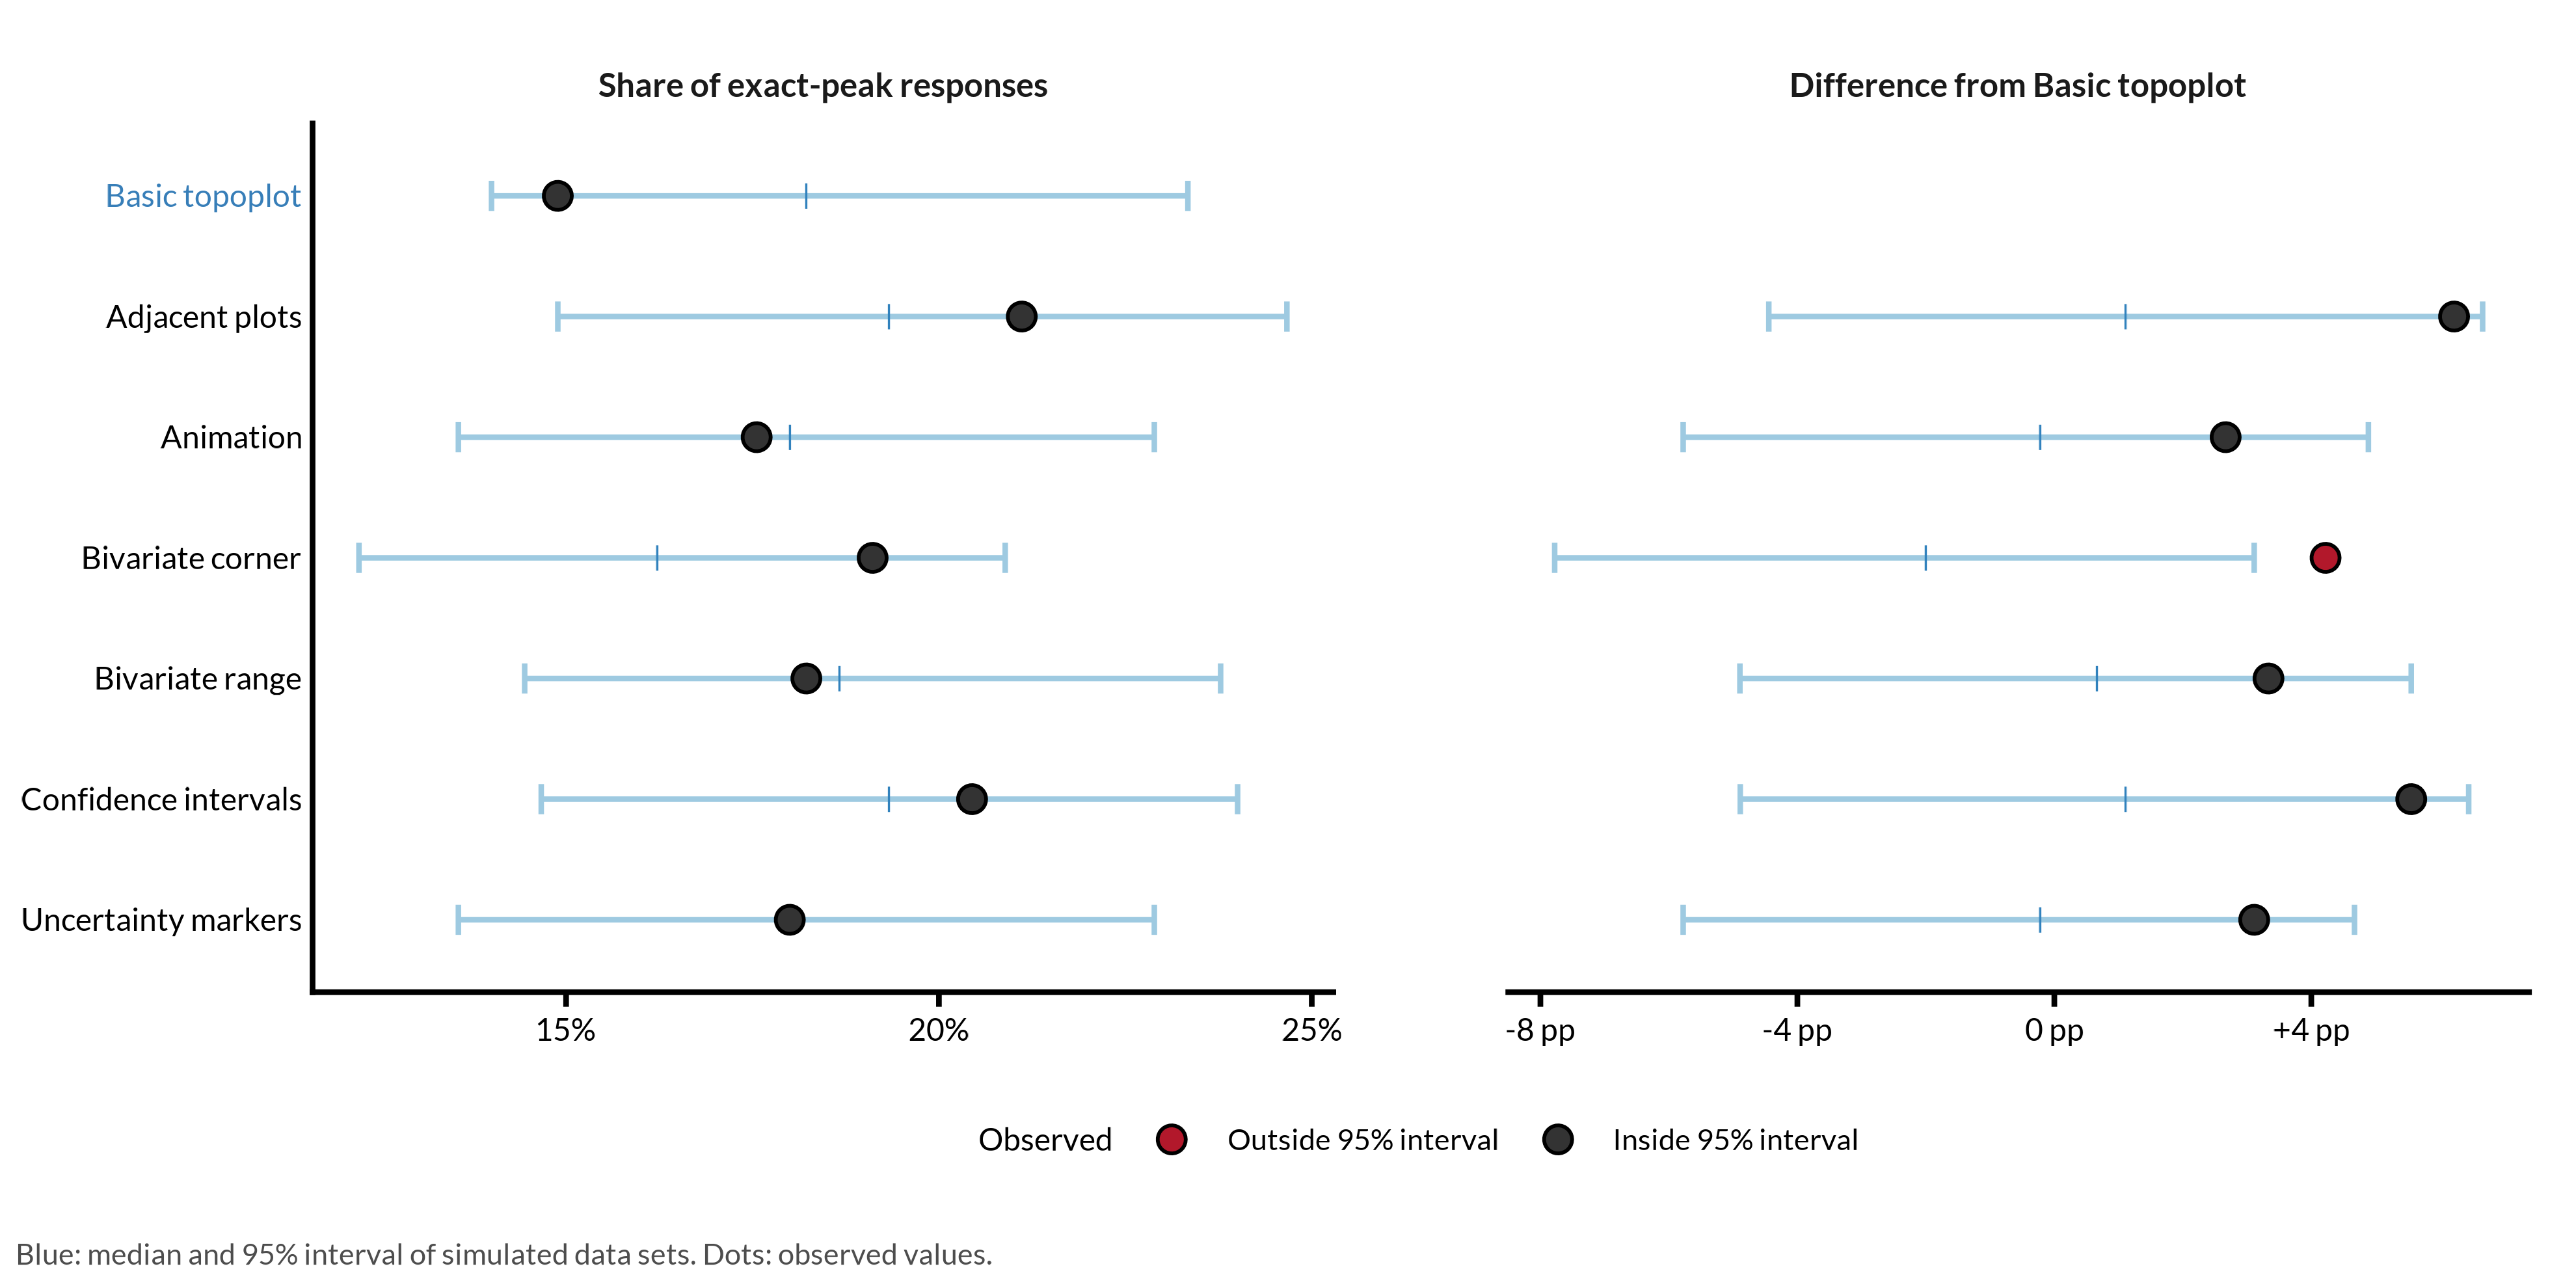 Share of exact-peak responses
Difference from Basic topoplot
Basic topoplot
Adjacent plots
Animation
Bivariate corner
Bivariate range
Confidence intervals
Uncertainty markers
15% 20% 25%
-8 pp -4 pp 0 pp +4 pp
Observed Outside 95% interval Inside 95% interval
Blue: median and 95% interval of simulated data sets. Dots: observed values.